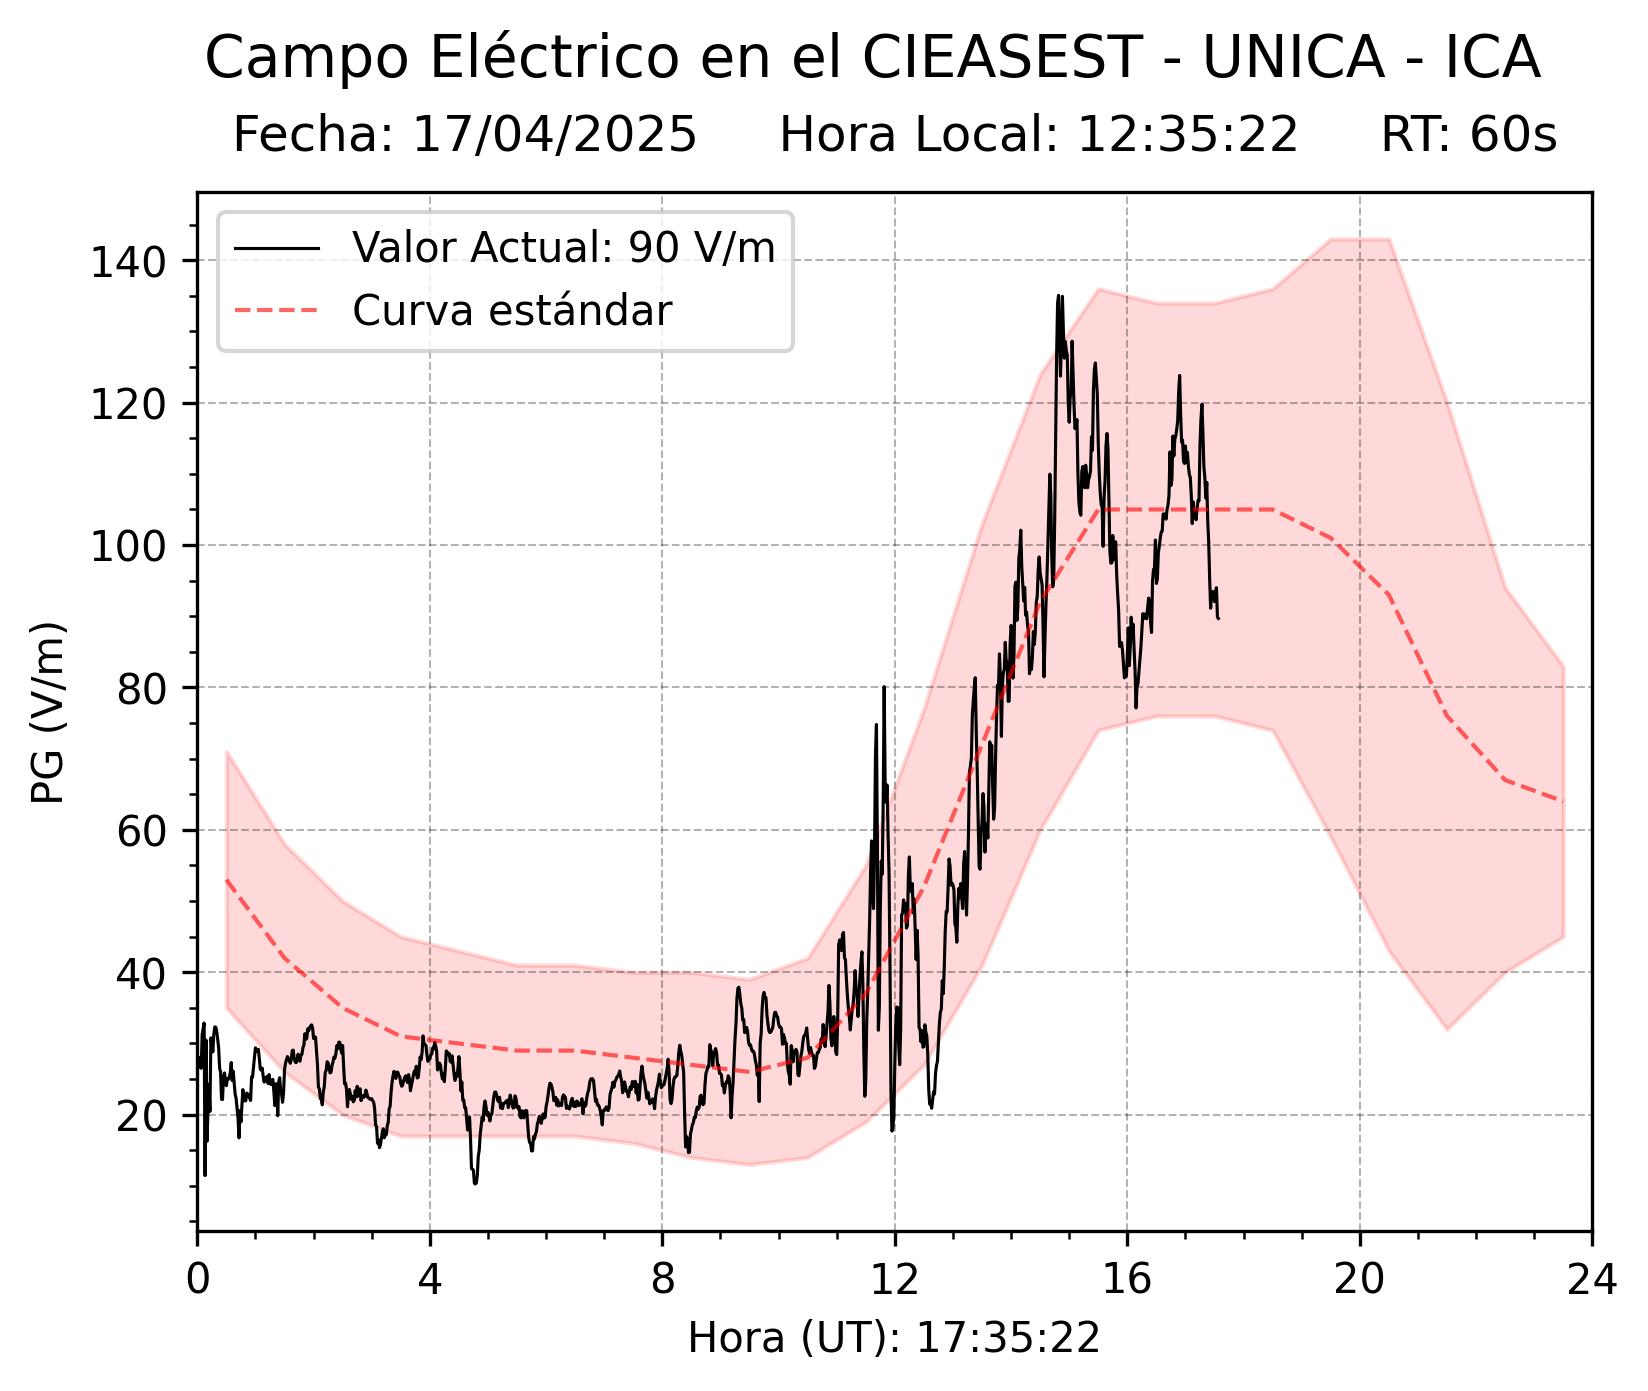 Campo Eléctrico en el CIEASEST - UNICA - ICA
Fecha: 17/04/2025 Hora Local: 12:35:22 RT: 60s
Valor Actual: 90 V/m
Curva estándar
140
120
100
80
60
40
20
PG (V/m)
0 4 8 12 16 20 24
Hora (UT): 17:35:22